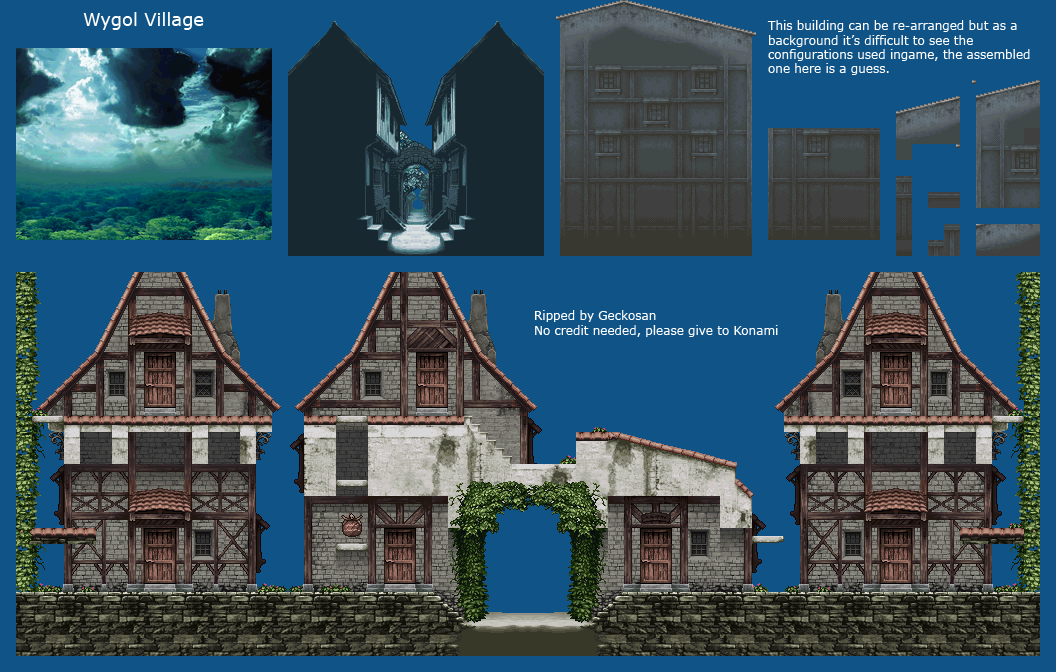 Wygol Village
This building can be re-arranged but as a
background it's difficult to see the
configurations used ingame, the assembled
one here is a guess.
Ripped by Geckosan
No credit needed, please give to Konami